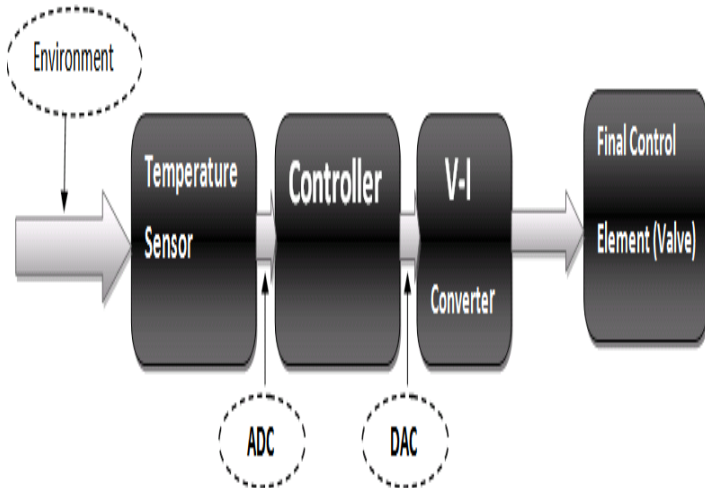 Environment
Temperature
Sensor
Controller
V-I
Converter
Final Control
Element (Valve)
ADC
DAC